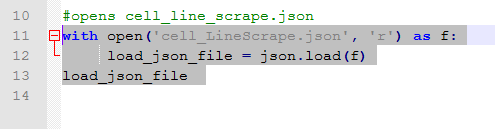 10 #opens cell_line_scrape.json
11 with open('cell_LineScrape.json', 'r') as f:
12 load_json_file = json.load(f)
13 load_json_file
14